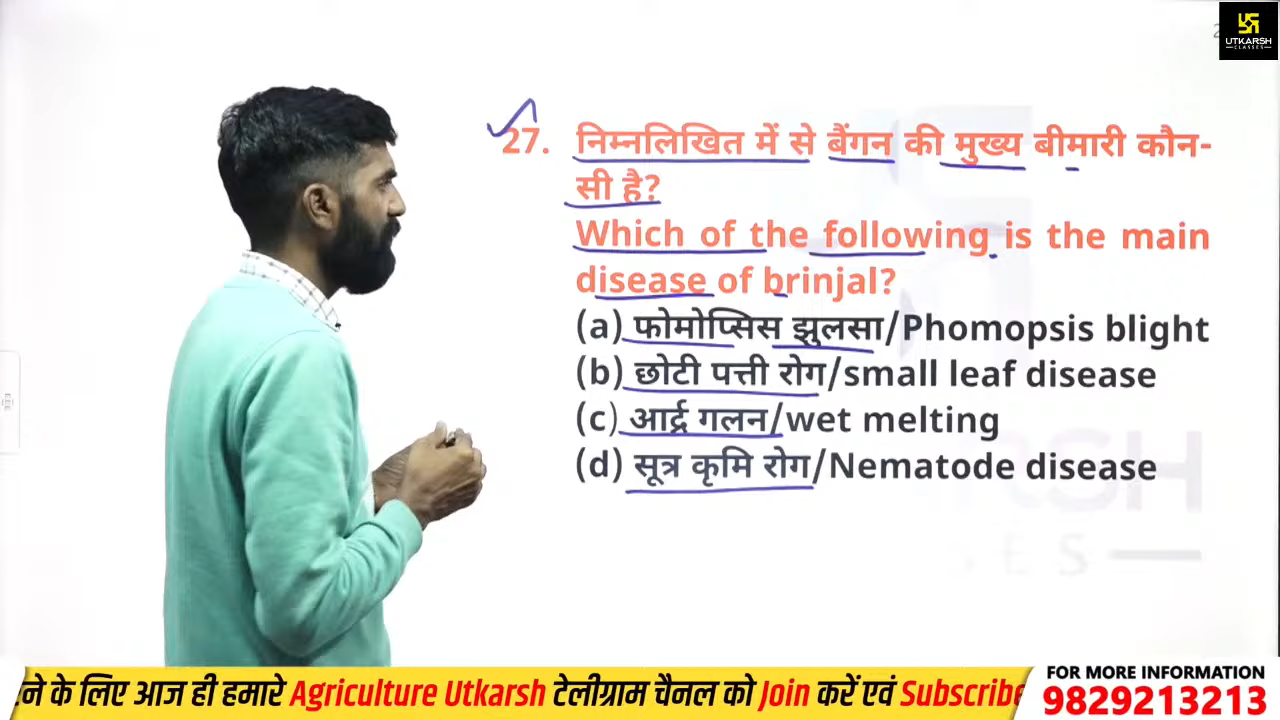 UTKARSH
CLASSES
27. निम्नलिखित में से बैंगन की मुख्य बीमारी कौन-
सी है?
Which of the following is the main
disease of brinjal?
(a) फोमोप्सिस झुलसा/Phomopsis blight
(b) छोटी पत्ती रोग/small leaf disease
(c) आर्द्र गलन/wet melting
(d) सूत्र कृमि रोग/Nematode disease
RSH
SES
ने के लिए आज ही हमारे Agriculture Utkarsh टेलीग्राम चैनल को Join करें एवं Subscribe
FOR MORE INFORMATION
9829213213